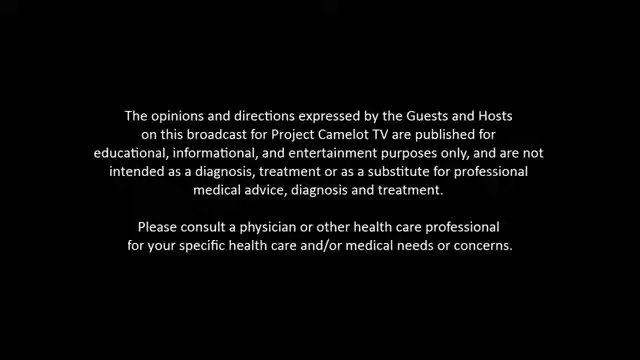 The opinions and directions expressed by the Guests and Hosts
on this broadcast for Project Camelot TV are published for
educational, informational, and entertainment purposes only, and are not
intended as a diagnosis, treatment or as a substitute for professional
medical advice, diagnosis and treatment.
Please consult a physician or other health care professional
for your specific health care and/or medical needs or concerns.